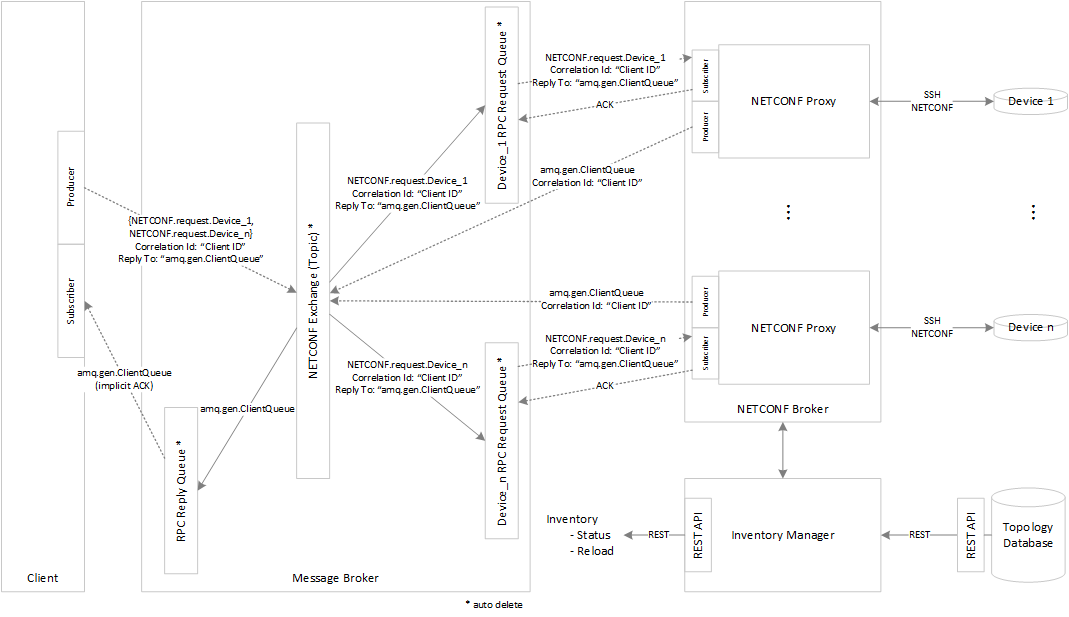 Device_1 RPC Request Queue *
NETCONF.request.Device_1
Correlation Id: “Client ID”
Reply To: “amq.gen.ClientQueue”
ACK
Subscriber
Producer
NETCONF Proxy
SSH
NETCONF
Device 1
amq.gen.ClientQueue
Correlation Id: “Client ID”
NETCONF.request.Device_1
Correlation Id: “Client ID”
Reply To: “amq.gen.ClientQueue”
Producer
Subscriber
{NETCONF.request.Device_1,
NETCONF.request.Device_n}
Correlation Id: “Client ID”
Reply To: “amq.gen.ClientQueue”
NETCONF Exchange (Topic) *
amq.gen.ClientQueue
Correlation Id: “Client ID”
NETCONF.request.Device_n
Correlation Id: “Client ID”
Reply To: “amq.gen.ClientQueue”
ACK
Producer
Subscriber
NETCONF Proxy
SSH
NETCONF
Device n
NETCONF.request.Device_n
Correlation Id: “Client ID”
Reply To: “amq.gen.ClientQueue”
amq.gen.ClientQueue
(implicit ACK)
amq.gen.ClientQueue
RPC Reply Queue *
Device_n RPC Request Queue *
NETCONF Broker
Inventory
- Status
- Reload
REST
REST API
Inventory Manager
REST
REST API
Topology
Database
Client
Message Broker
* auto delete